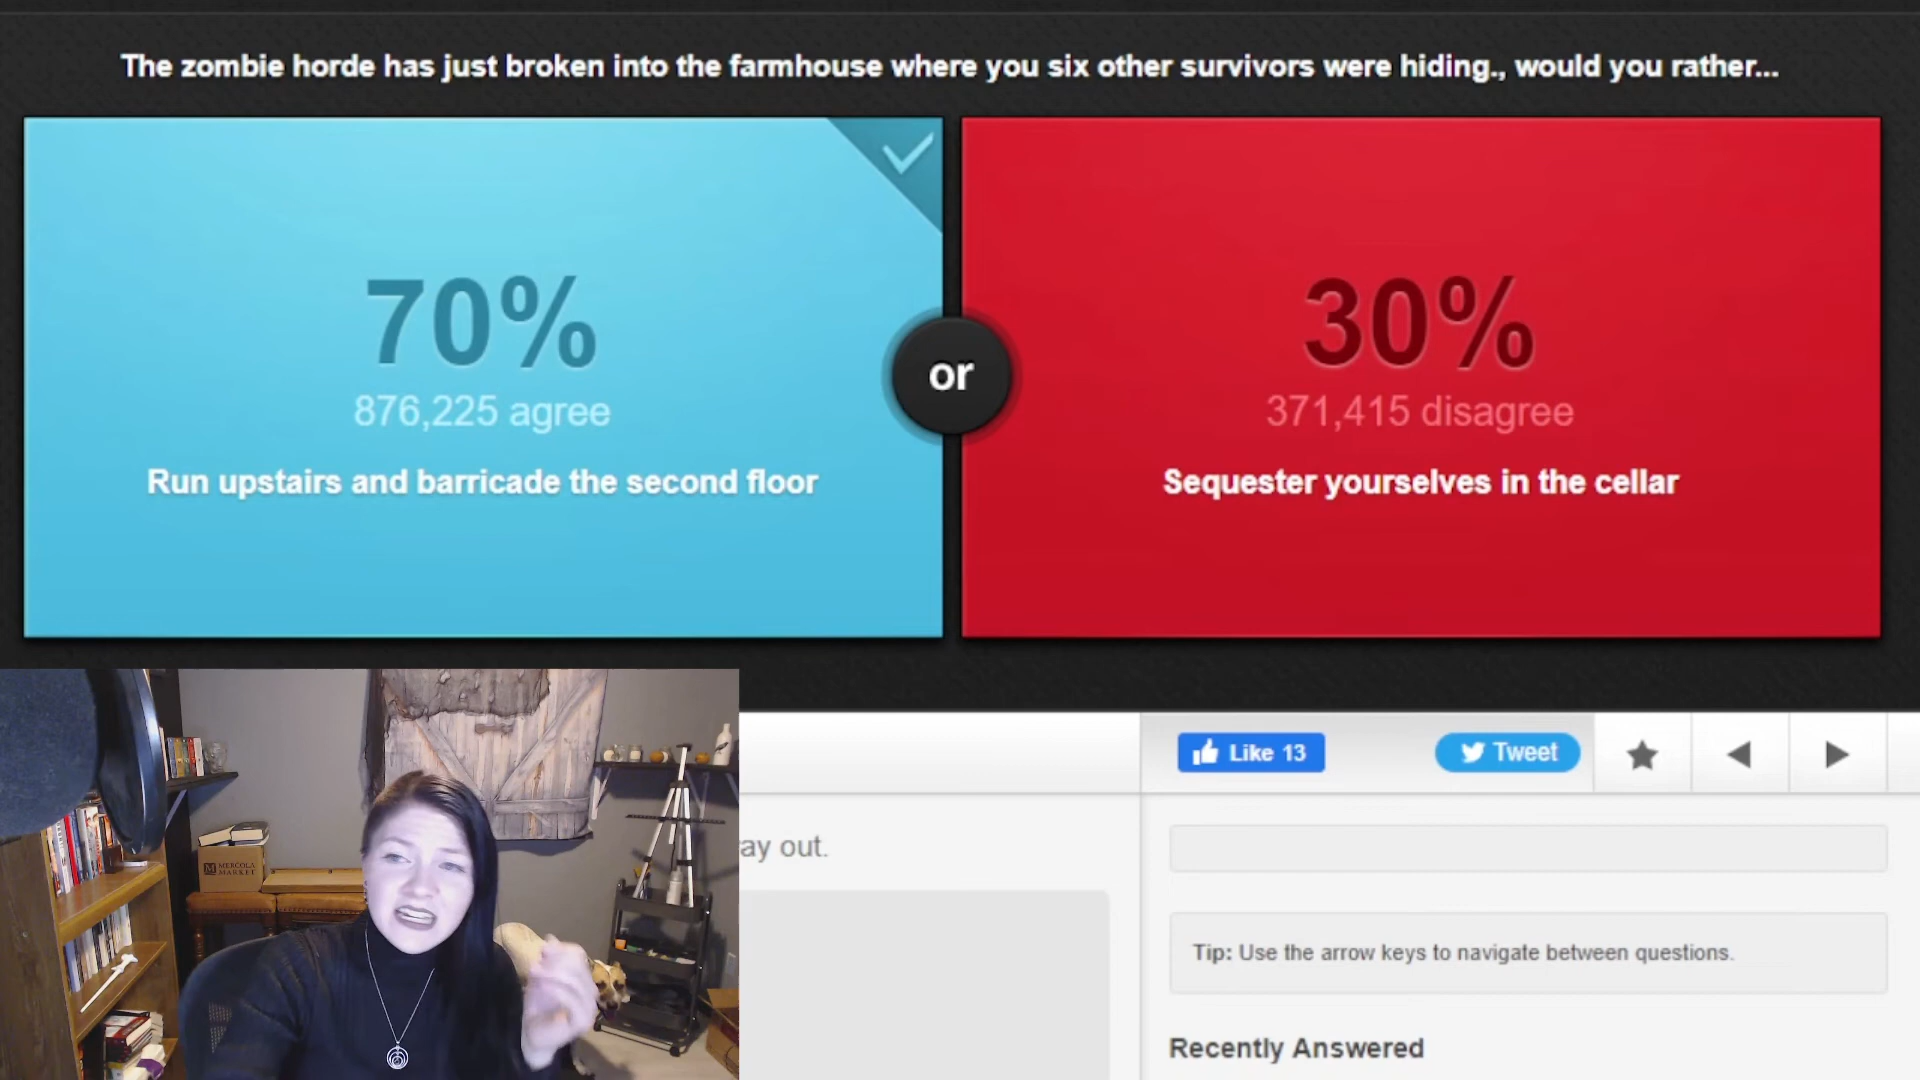 The zombie horde has just broken into the farmhouse where you six other survivors were hiding., would you rather...
70%
876,225 agree
Run upstairs and barricade the second floor
or
30%
371,415 disagree
Sequester yourselves in the cellar
Like 13
Tweet
ay out.
Tip: Use the arrow keys to navigate between questions.
Recently Answered
MERCOLA
MARKET